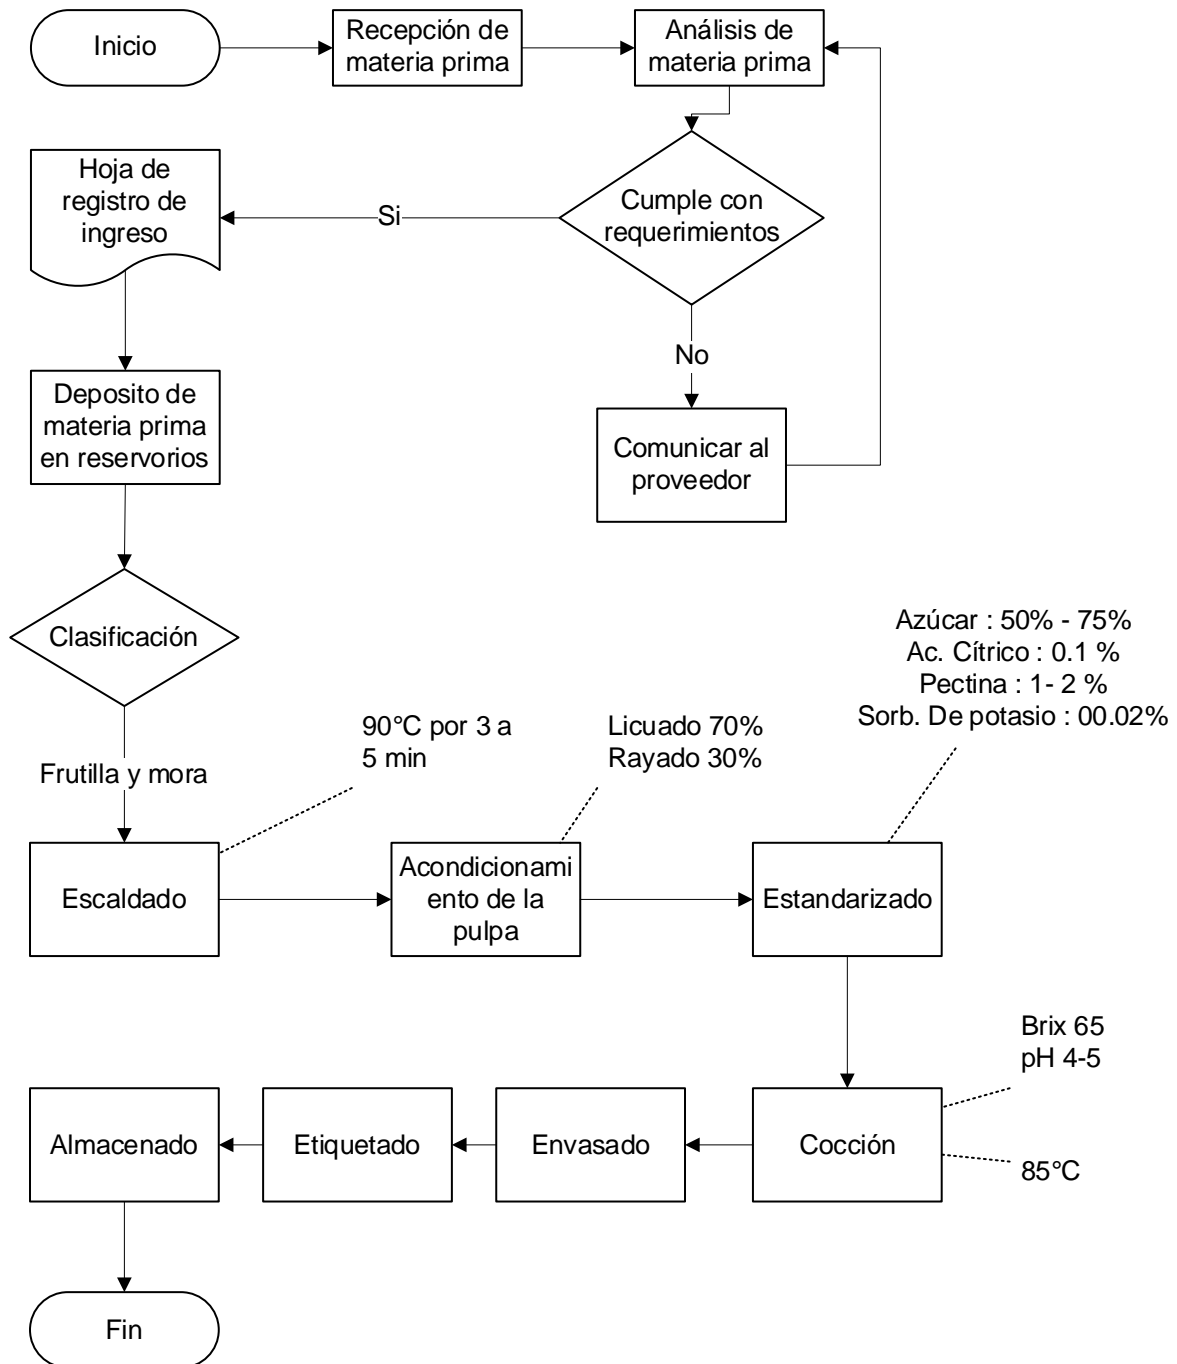 Inicio
Recepción de
materia prima
Análisis de
materia prima
Hoja de
registro de
ingreso
Si
Cumple con
requerimientos
No
Comunicar al
proveedor
Deposito de
materia prima
en reservorios
Clasificación
Frutilla y mora
90°C por 3 a
5 min
Licuado 70%
Rayado 30%
Azúcar : 50% - 75%
Ac. Cítrico : 0.1 %
Pectina : 1- 2 %
Sorb. De potasio : 00.02%
Escaldado
Acondicionami
ento de la
pulpa
Estandarizado
Brix 65
pH 4-5
85°C
Cocción
Envasado
Etiquetado
Almacenado
Fin